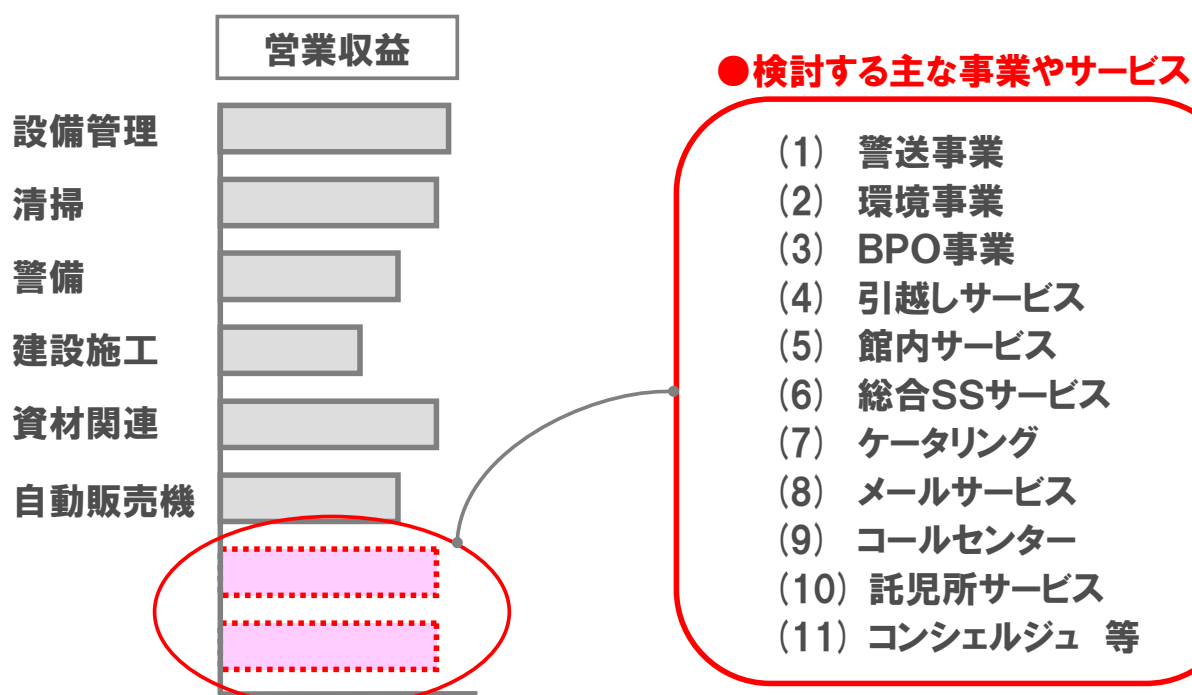 営業収益
設備管理
清掃
警備
建設施工
資材関連
自動販売機
●検討する主な事業やサービス
(1) 警送事業
(2) 環境事業
(3) BPO事業
(4) 引越しサービス
(5) 館内サービス
(6) 総合SSサービス
(7) ケータリング
(8) メールサービス
(9) コールセンター
(10) 託児所サービス
(11) コンシェルジュ 等